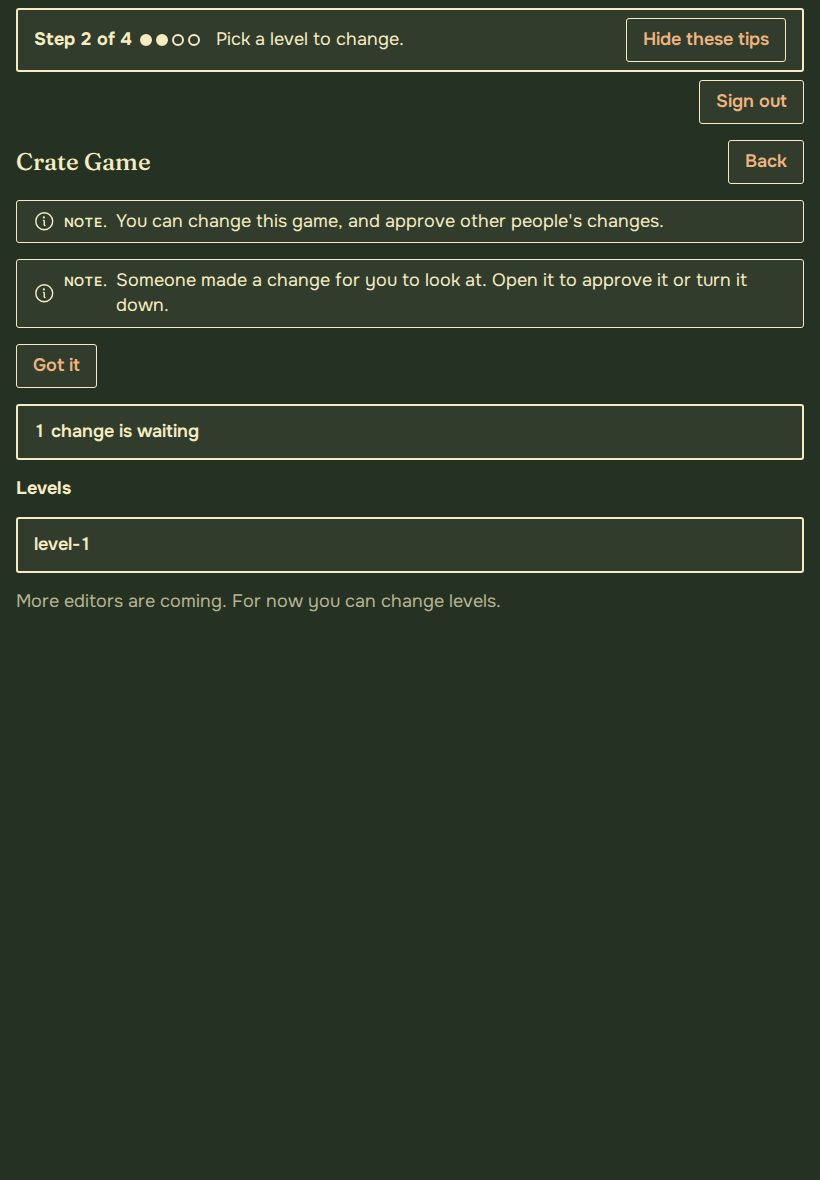 Step 2 of 4 Pick a level to change. Hide these tips
Sign out
Crate Game Back
NOTE. You can change this game, and approve other people's changes.
NOTE. Someone made a change for you to look at. Open it to approve it or turn it
down.
Got it
1 change is waiting
Levels
level-1
More editors are coming. For now you can change levels.